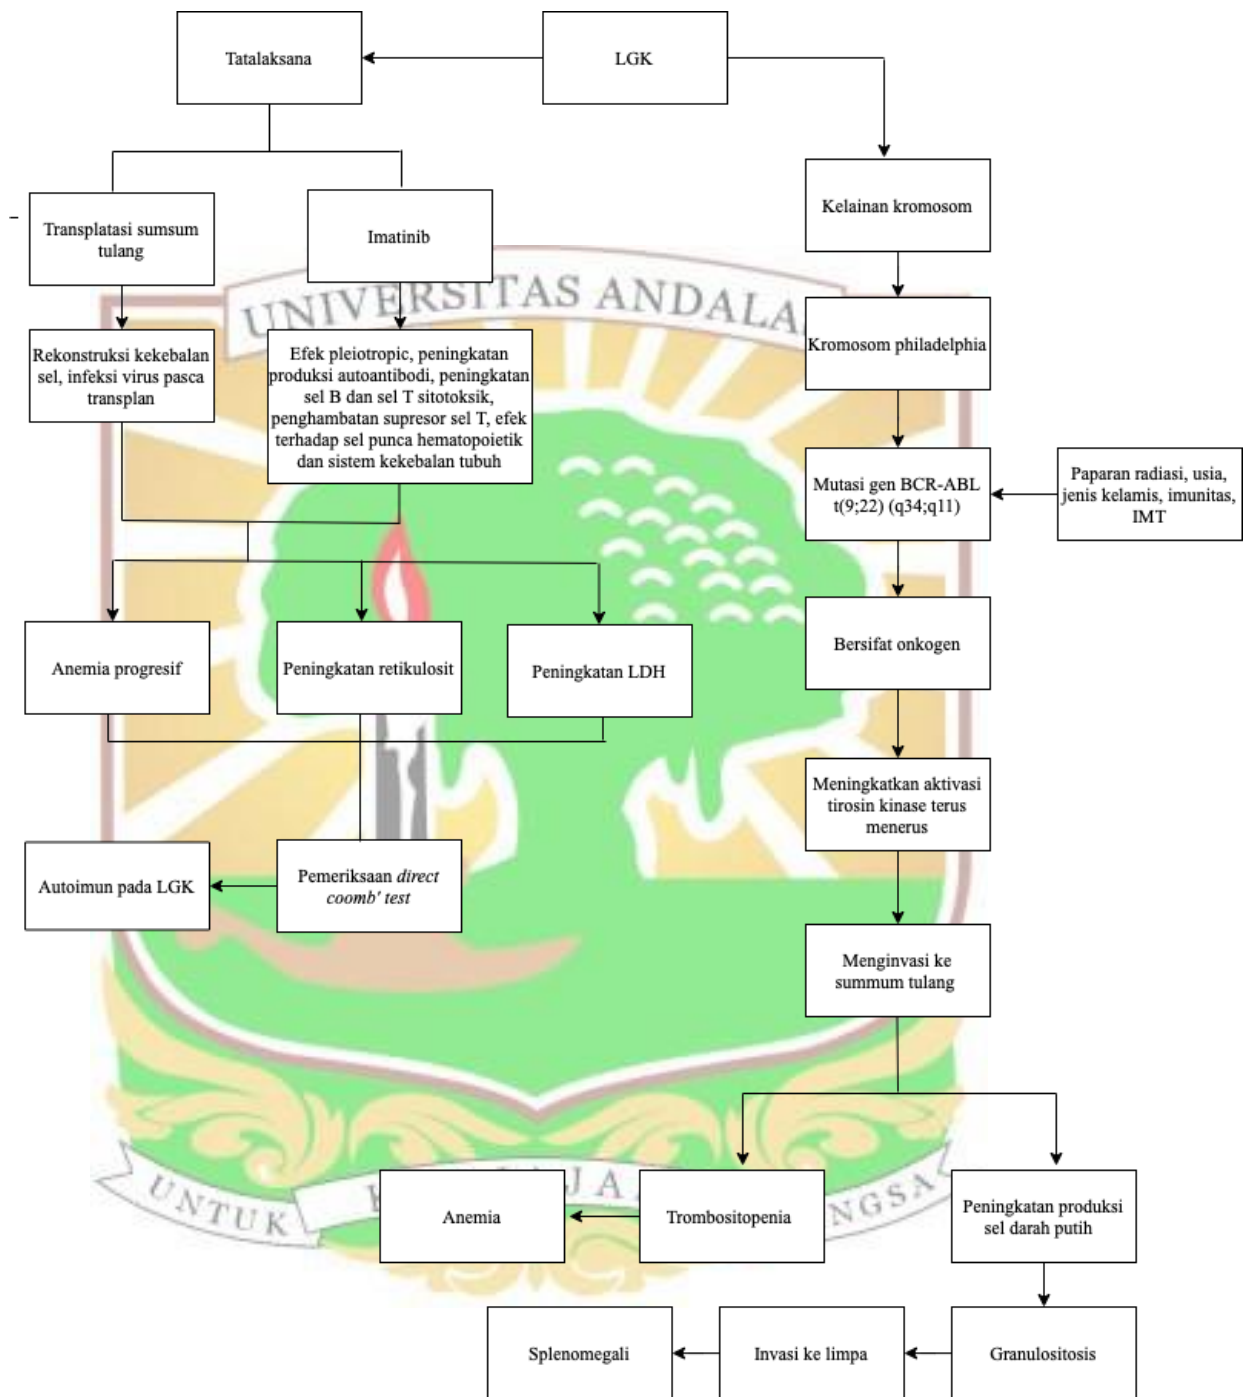 Tatalaksana
LGK
Kelainan kromosom
Transplatasi sumsum
tulang
Imatinib
UNIVERSITAS ANDALAS
Kromosom philadelphia
Rekonstruksi kekebalan
sel, infeksi virus pasca
transplan
Efek pleiotropic, peningkatan
produksi autoantibodi, peningkatan
sel B dan sel T sitotoksik,
penghambatan supresor sel T, efek
terhadap sel punca hematopoietik
dan sistem kekebalan tubuh
Mutasi gen BCR-ABL
t(9;22) (q34;q11)
Paparan radiasi, usia,
jenis kelamis, imunitas,
IMT
Anemia progresif
Peningkatan retikulosit
Peningkatan LDH
Bersifat onkogen
Meningkatkan aktivasi
tirosin kinase terus
menerus
Autoimun pada LGK
Pemeriksaan direct
coomb' test
Menginvasi ke
summum tulang
UNTUK
Anemia
Trombositopenia
Peningkatan produksi
sel darah putih
Splenomegali
Invasi ke limpa
Granulositosis